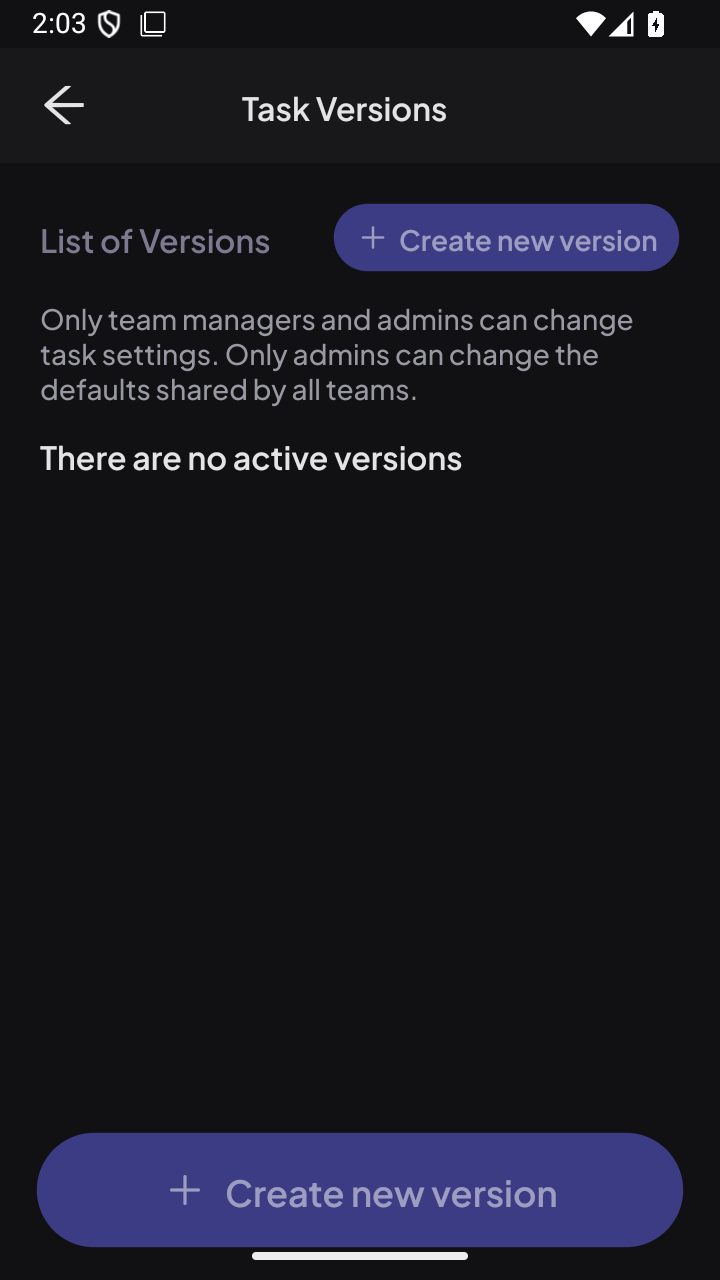 2:03
Task Versions
List of Versions
Create new version
Only team managers and admins can change
task settings. Only admins can change the
defaults shared by all teams.
There are no active versions
Create new version